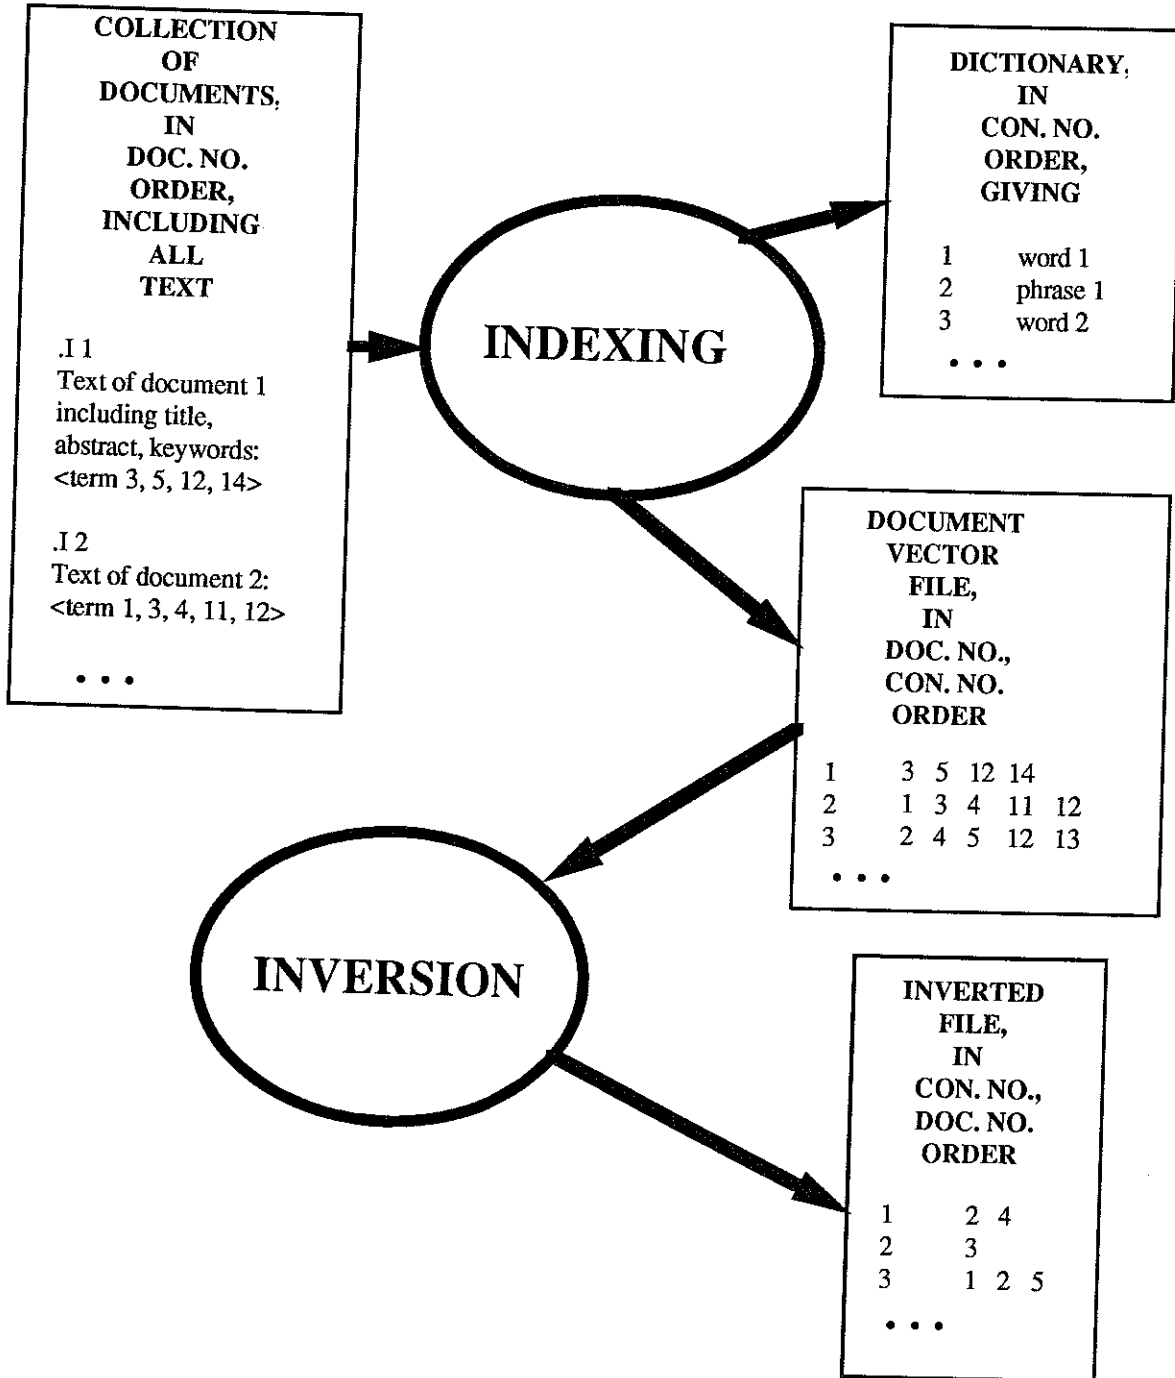 COLLECTION
OF
DOCUMENTS,
IN
DOC. NO.
ORDER,
INCLUDING
ALL
TEXT
.I 1
Text of document 1
including title,
abstract, keywords:
<term 3, 5, 12, 14>
.I 2
Text of document 2:
<term 1, 3, 4, 11, 12>
. . .
INDEXING
DICTIONARY,
IN
CON. NO.
ORDER,
GIVING
1 word 1
2 phrase 1
3 word 2
. . .
DOCUMENT
VECTOR
FILE,
IN
DOC. NO.,
CON. NO.
ORDER
1 3 5 12 14
2 1 3 4 11 12
3 2 4 5 12 13
. . .
INVERSION
INVERTED
FILE,
IN
CON. NO.,
DOC. NO.
ORDER
1 2 4
2 3
3 1 2 5
. . .